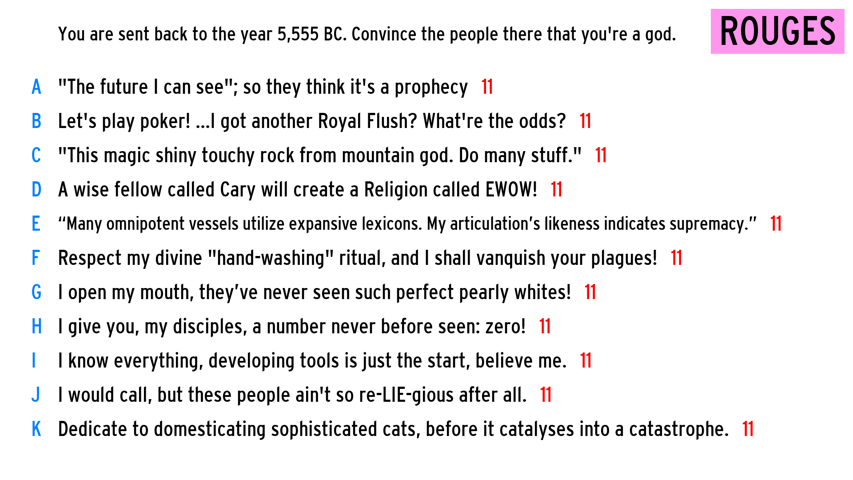 You are sent back to the year 5,555 BC. Convince the people there that you're a god.
ROUGES
A "The future I can see"; so they think it's a prophecy 11
B Let's play poker! ...I got another Royal Flush? What're the odds? 11
C "This magic shiny touchy rock from mountain god. Do many stuff." 11
D A wise fellow called Cary will create a Religion called EWOW! 11
E “Many omnipotent vessels utilize expansive lexicons. My articulation’s likeness indicates supremacy.” 11
F Respect my divine "hand-washing" ritual, and I shall vanquish your plagues! 11
G I open my mouth, they’ve never seen such perfect pearly whites! 11
H I give you, my disciples, a number never before seen: zero! 11
I I know everything, developing tools is just the start, believe me. 11
J I would call, but these people ain't so re-LIE-gious after all. 11
K Dedicate to domesticating sophisticated cats, before it catalyses into a catastrophe. 11